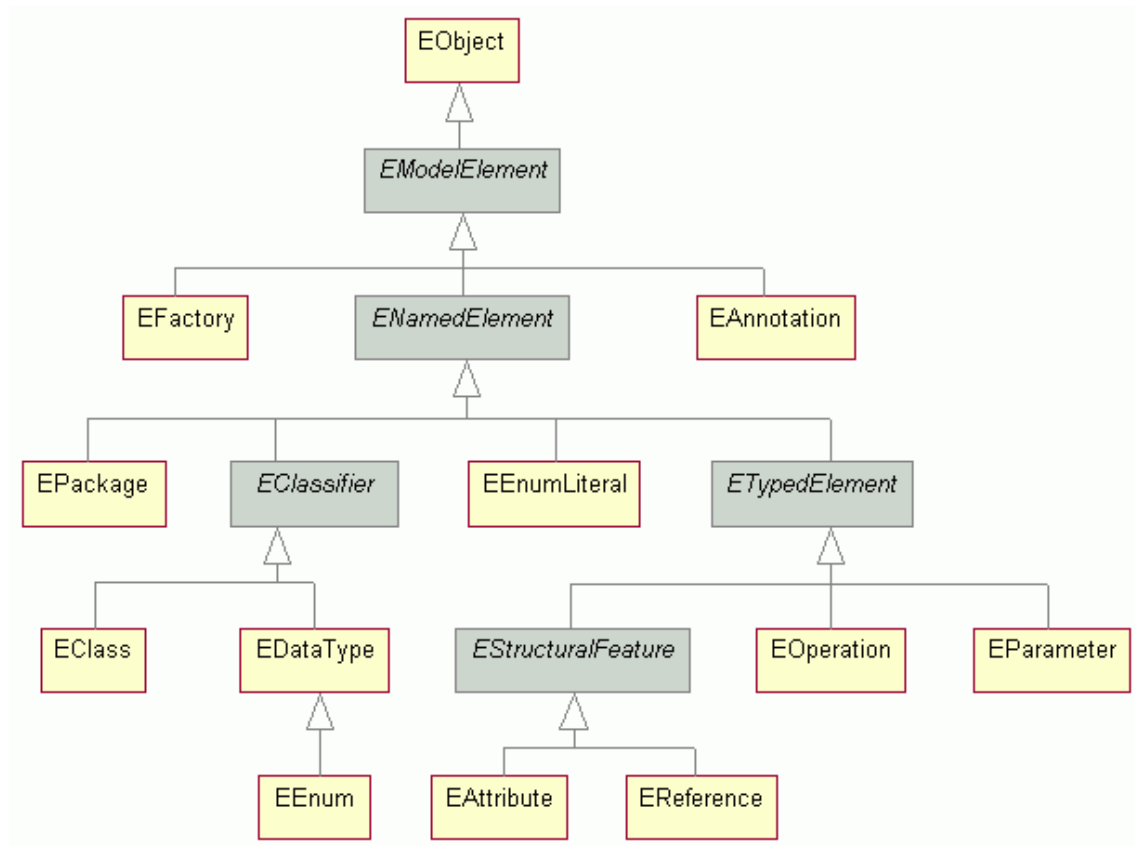 EObject
EModelElement
EFactory
ENamedElement
EAnnotation
EPackage
EClassifier
EEnumLiteral
ETypedElement
EClass
EDataType
EStructuralFeature
EOperation
EParameter
EEnum
EAttribute
EReference